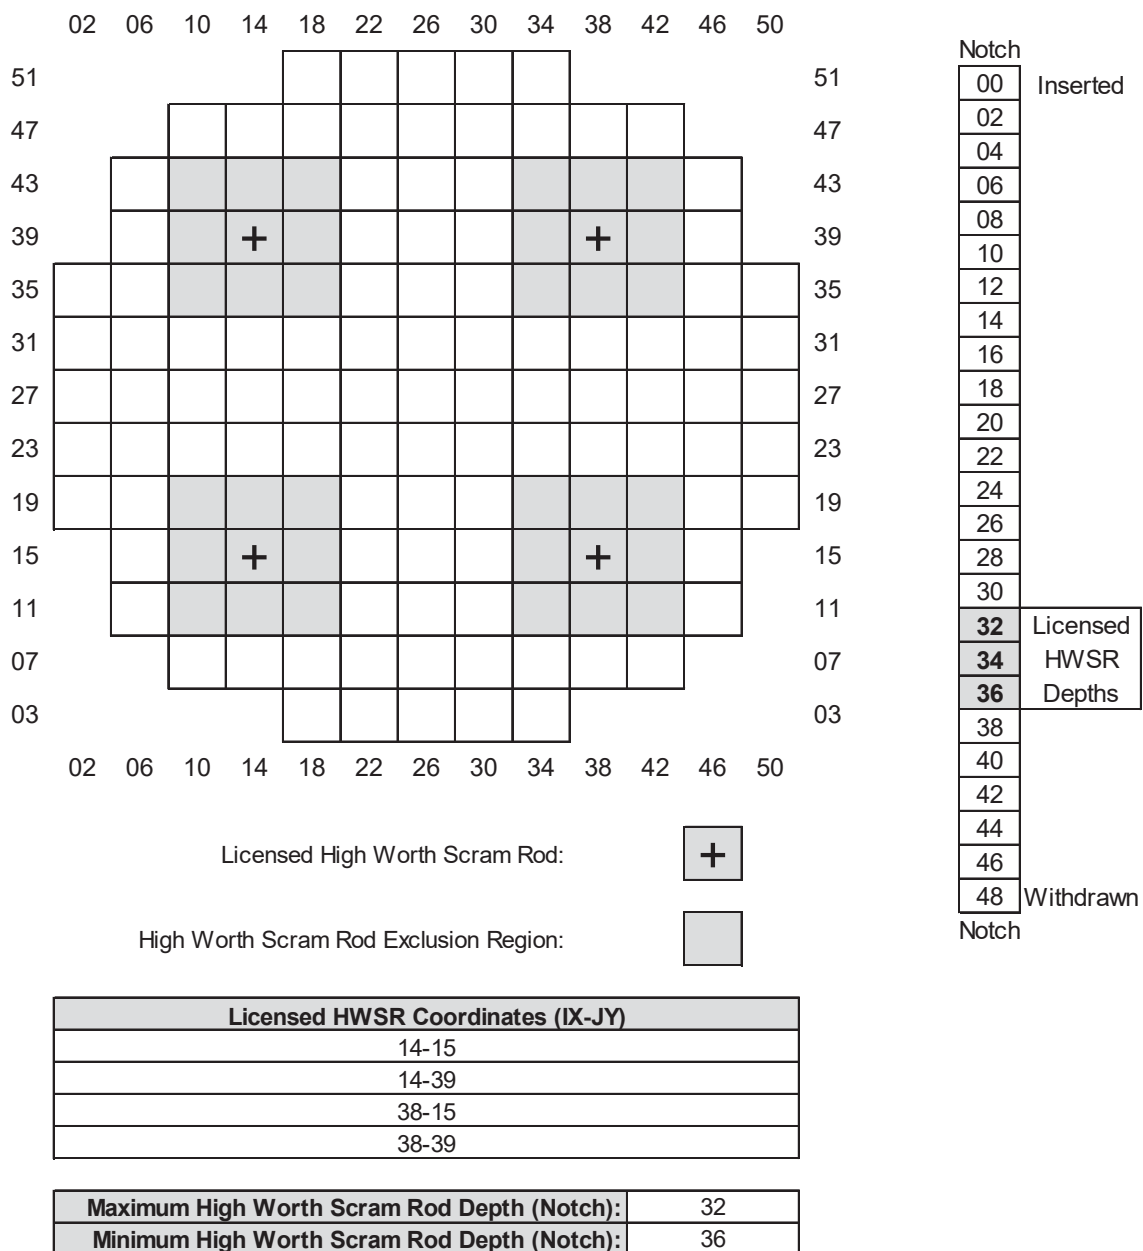 02 06 10 14 18 22 26 30 34 38 42 46 50
51 51
47 47
43 43
39 + + 39
35 35
31 31
27 27
23 23
19 19
15 + + 15
11 11
07 07
03 03
02 06 10 14 18 22 26 30 34 38 42 46 50
Notch
00 Inserted
02
04
06
08
10
12
14
16
18
20
22
24
26
28
30
32 Licensed
34 HWSR
36 Depths
38
40
42
44
46
48 Withdrawn
Notch
Licensed High Worth Scram Rod: +
High Worth Scram Rod Exclusion Region:
Licensed HWSR Coordinates (IX-JY)
14-15
14-39
38-15
38-39
Maximum High Worth Scram Rod Depth (Notch): 32
Minimum High Worth Scram Rod Depth (Notch): 36